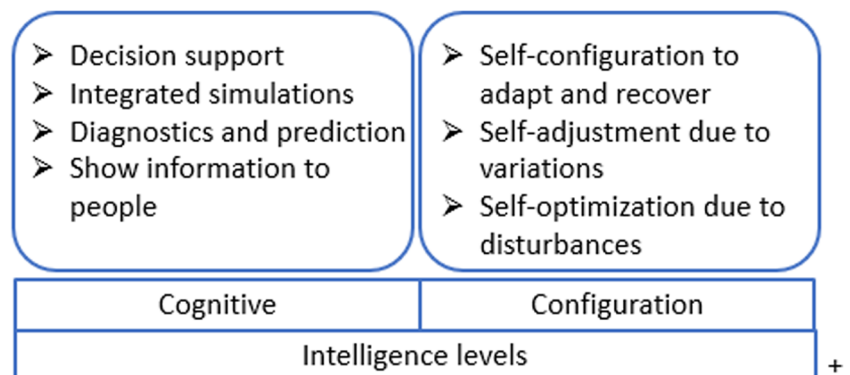 ➢ Decision support
➢ Integrated simulations
➢ Diagnostics and prediction
➢ Show information to
people
➢ Self-configuration to
adapt and recover
➢ Self-adjustment due to
variations
➢ Self-optimization due to
disturbances
Cognitive
Configuration
Intelligence levels
+